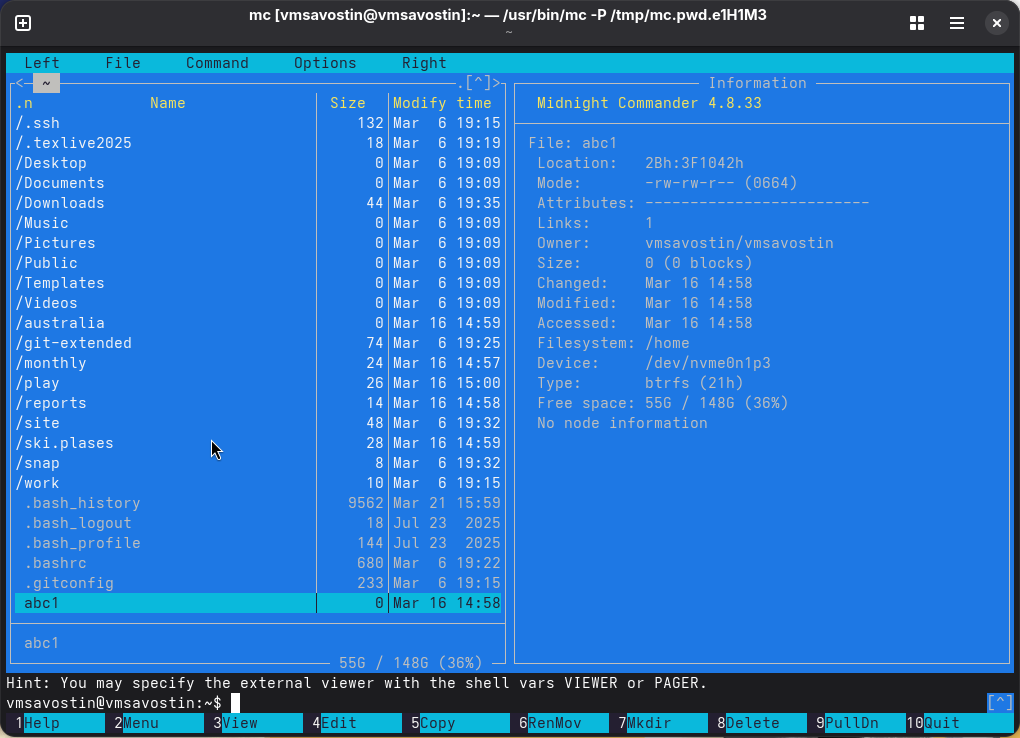 mc [vmsavostin@vmsavostin]:~ — /usr/bin/mc -P /tmp/mc.pwd.e1H1M3
~
Left File Command Options Right
<─ ~ .[^]>
.n Name Size Modify time
/.ssh 132 Mar 6 19:15
/.texlive2025 18 Mar 6 19:19
/Desktop 0 Mar 6 19:09
/Documents 0 Mar 6 19:09
/Downloads 44 Mar 6 19:35
/Music 0 Mar 6 19:09
/Pictures 0 Mar 6 19:09
/Public 0 Mar 6 19:09
/Templates 0 Mar 6 19:09
/Videos 0 Mar 6 19:09
/australia 0 Mar 16 14:59
/git-extended 74 Mar 6 19:25
/monthly 24 Mar 16 14:57
/play 26 Mar 16 15:00
/reports 14 Mar 16 14:58
/site 48 Mar 6 19:32
/ski.plases 28 Mar 16 14:59
/snap 8 Mar 6 19:32
/work 10 Mar 6 19:15
.bash_history 9562 Mar 21 15:59
.bash_logout 18 Jul 23 2025
.bash_profile 144 Jul 23 2025
.bashrc 680 Mar 6 19:22
.gitconfig 233 Mar 6 19:15
abc1 0 Mar 16 14:58
abc1
55G / 148G (36%)
Information
Midnight Commander 4.8.33
File: abc1
Location: 2Bh:3F1042h
Mode: -rw-rw-r-- (0664)
Attributes: -------------------------
Links: 1
Owner: vmsavostin/vmsavostin
Size: 0 (0 blocks)
Changed: Mar 16 14:58
Modified: Mar 16 14:58
Accessed: Mar 16 14:58
Filesystem: /home
Device: /dev/nvme0n1p3
Type: btrfs (21h)
Free space: 55G / 148G (36%)
No node information
Hint: You may specify the external viewer with the shell vars VIEWER or PAGER.
vmsavostin@vmsavostin:~$ [^]
1Help 2Menu 3View 4Edit 5Copy 6RenMov 7Mkdir 8Delete 9PullDn 10Quit